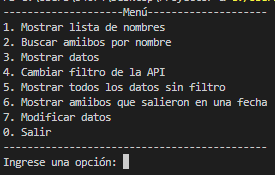 --------------------Menú--------------------
1. Mostrar lista de nombres
2. Buscar amiibos por nombre
3. Mostrar datos
4. Cambiar filtro de la API
5. Mostrar todos los datos sin filtro
6. Mostrar amiibos que salieron en una fecha
7. Modificar datos
0. Salir
--------------------------------------------
Ingrese una opción: